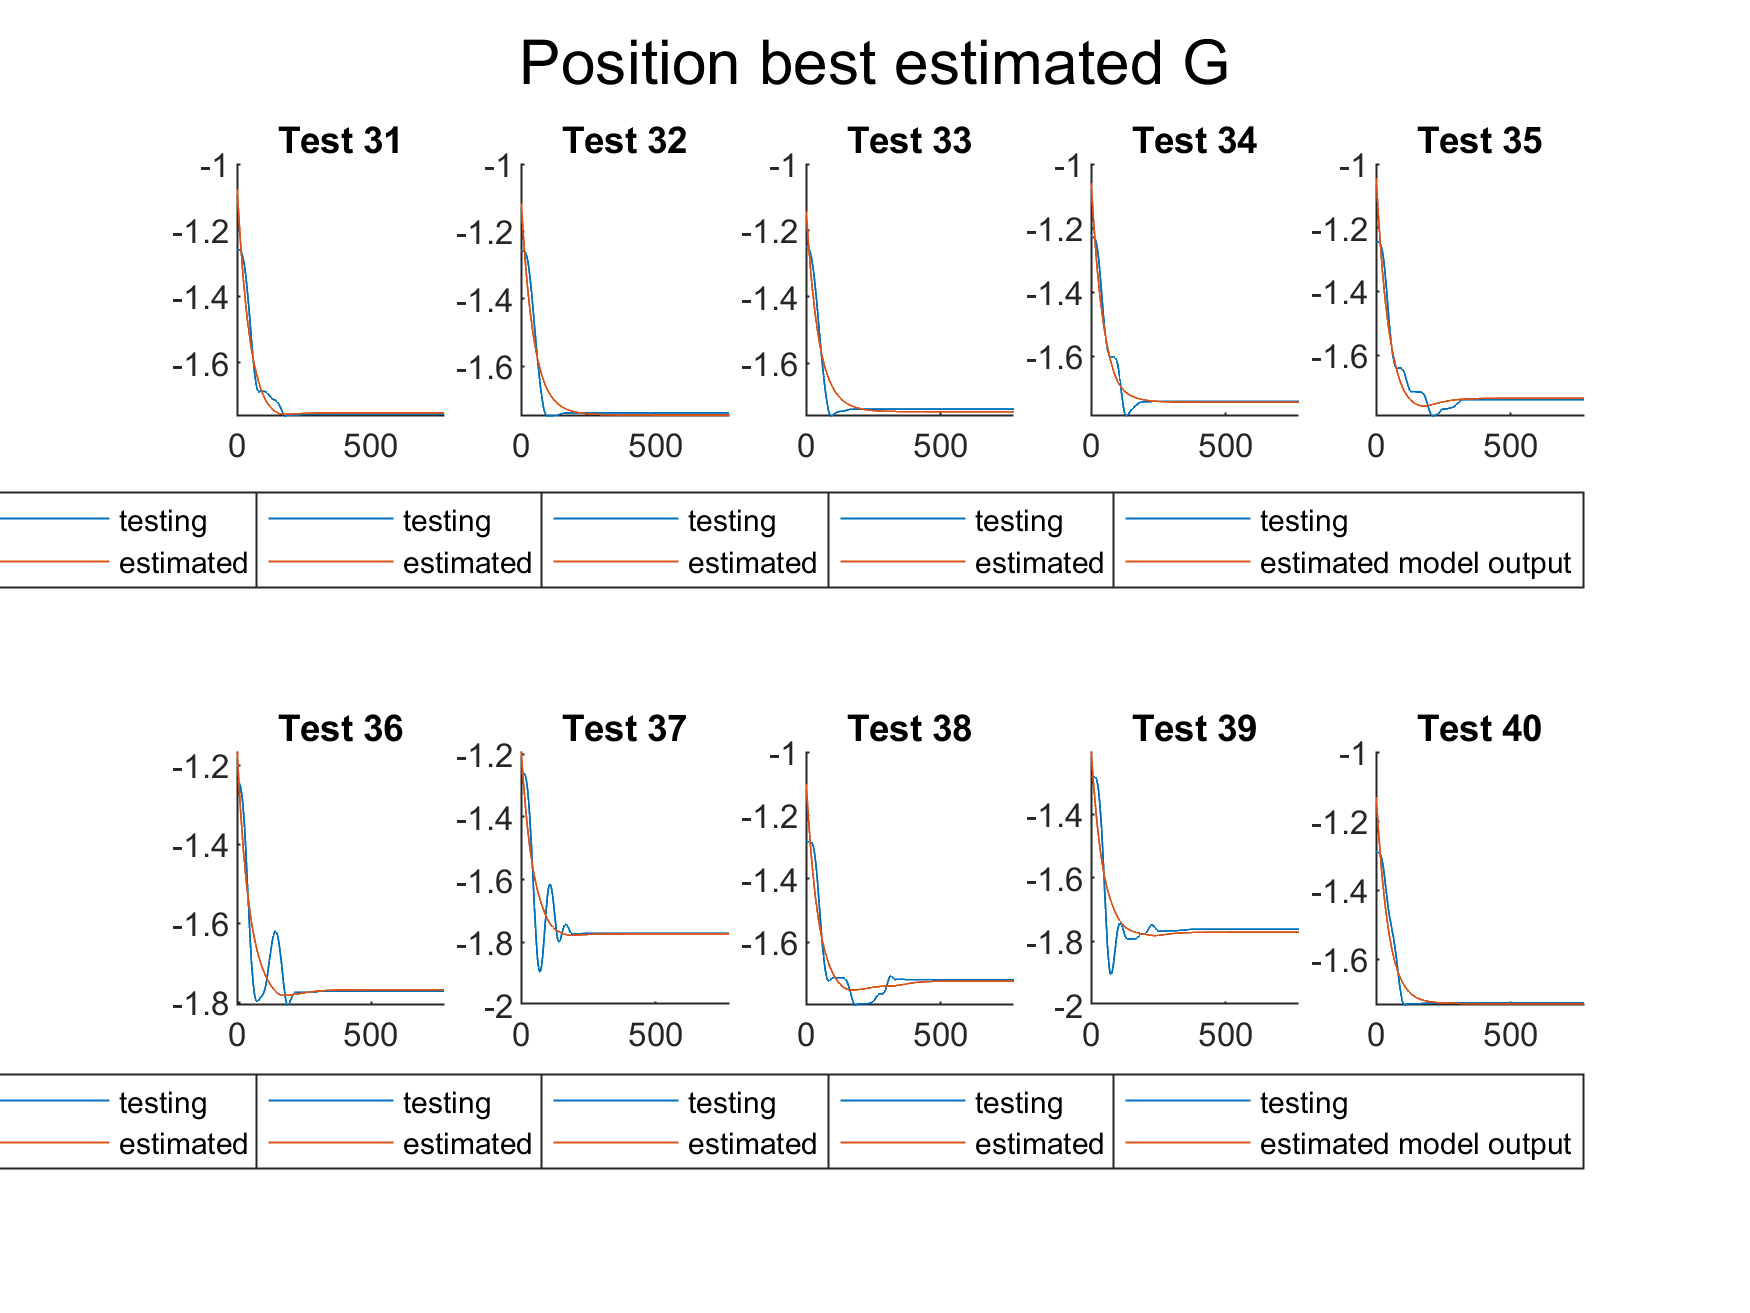 Position best estimated G
Test 31 Test 32 Test 33 Test 34 Test 35
-1 -1 -1 -1 -1
-1.2 -1.2 -1.2 -1.2 -1.2
-1.4 -1.4 -1.4 -1.4 -1.4
-1.6 -1.6 -1.6 -1.6 -1.6
0 500 0 500 0 500 0 500 0 500
testing testing testing testing testing
estimated estimated estimated estimated estimated model output
Test 36 Test 37 Test 38 Test 39 Test 40
-1.2 -1.2 -1 -1
-1.4 -1.4 -1.2 -1.4 -1.2
-1.6 -1.6 -1.4 -1.6 -1.4
-1.8 -1.8 -1.6 -1.8 -1.6
-2 -2
0 500 0 500 0 500 0 500 0 500
testing testing testing testing testing
estimated estimated estimated estimated estimated model output